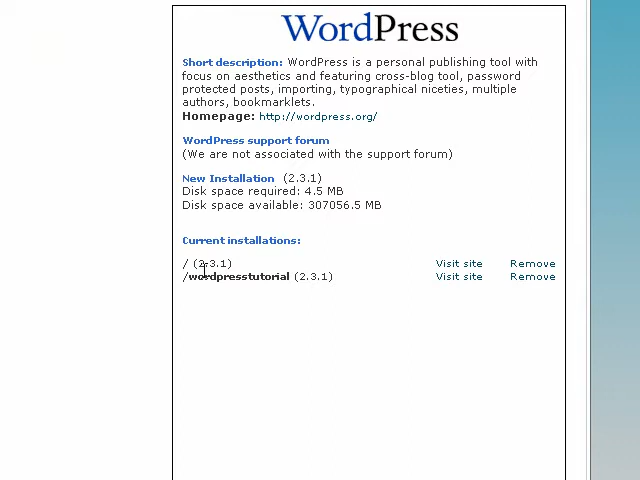 WordPress
Short description: WordPress is a personal publishing tool with
focus on aesthetics and featuring cross-blog tool, password
protected posts, importing, typographical niceties, multiple
authors, bookmarklets.
Homepage: http://wordpress.org/
WordPress support forum
(We are not associated with the support forum)
New Installation (2.3.1)
Disk space required: 4.5 MB
Disk space available: 307056.5 MB
Current installations:
/ (2.3.1) Visit site Remove
/wordpresstutorial (2.3.1) Visit site Remove